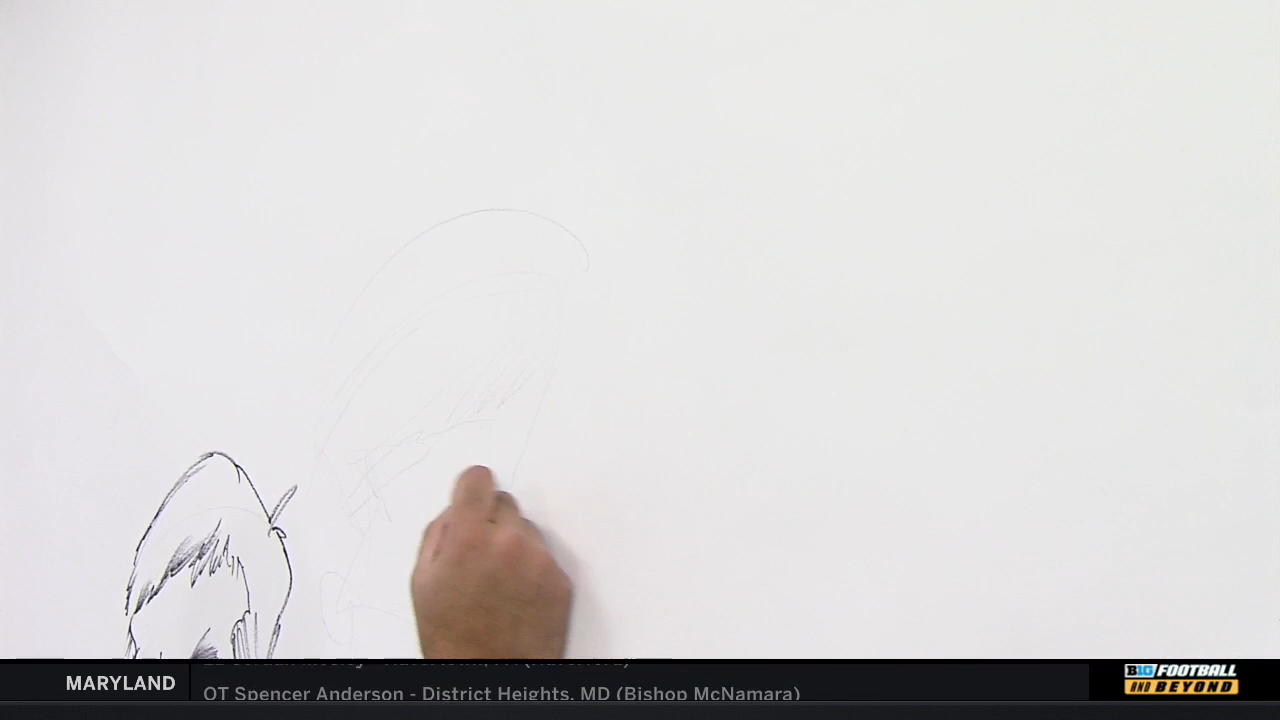 MARYLAND
OT Spencer Anderson - District Heights, MD (Bishop McNamara)
B1G FOOTBALL
AND BEYOND